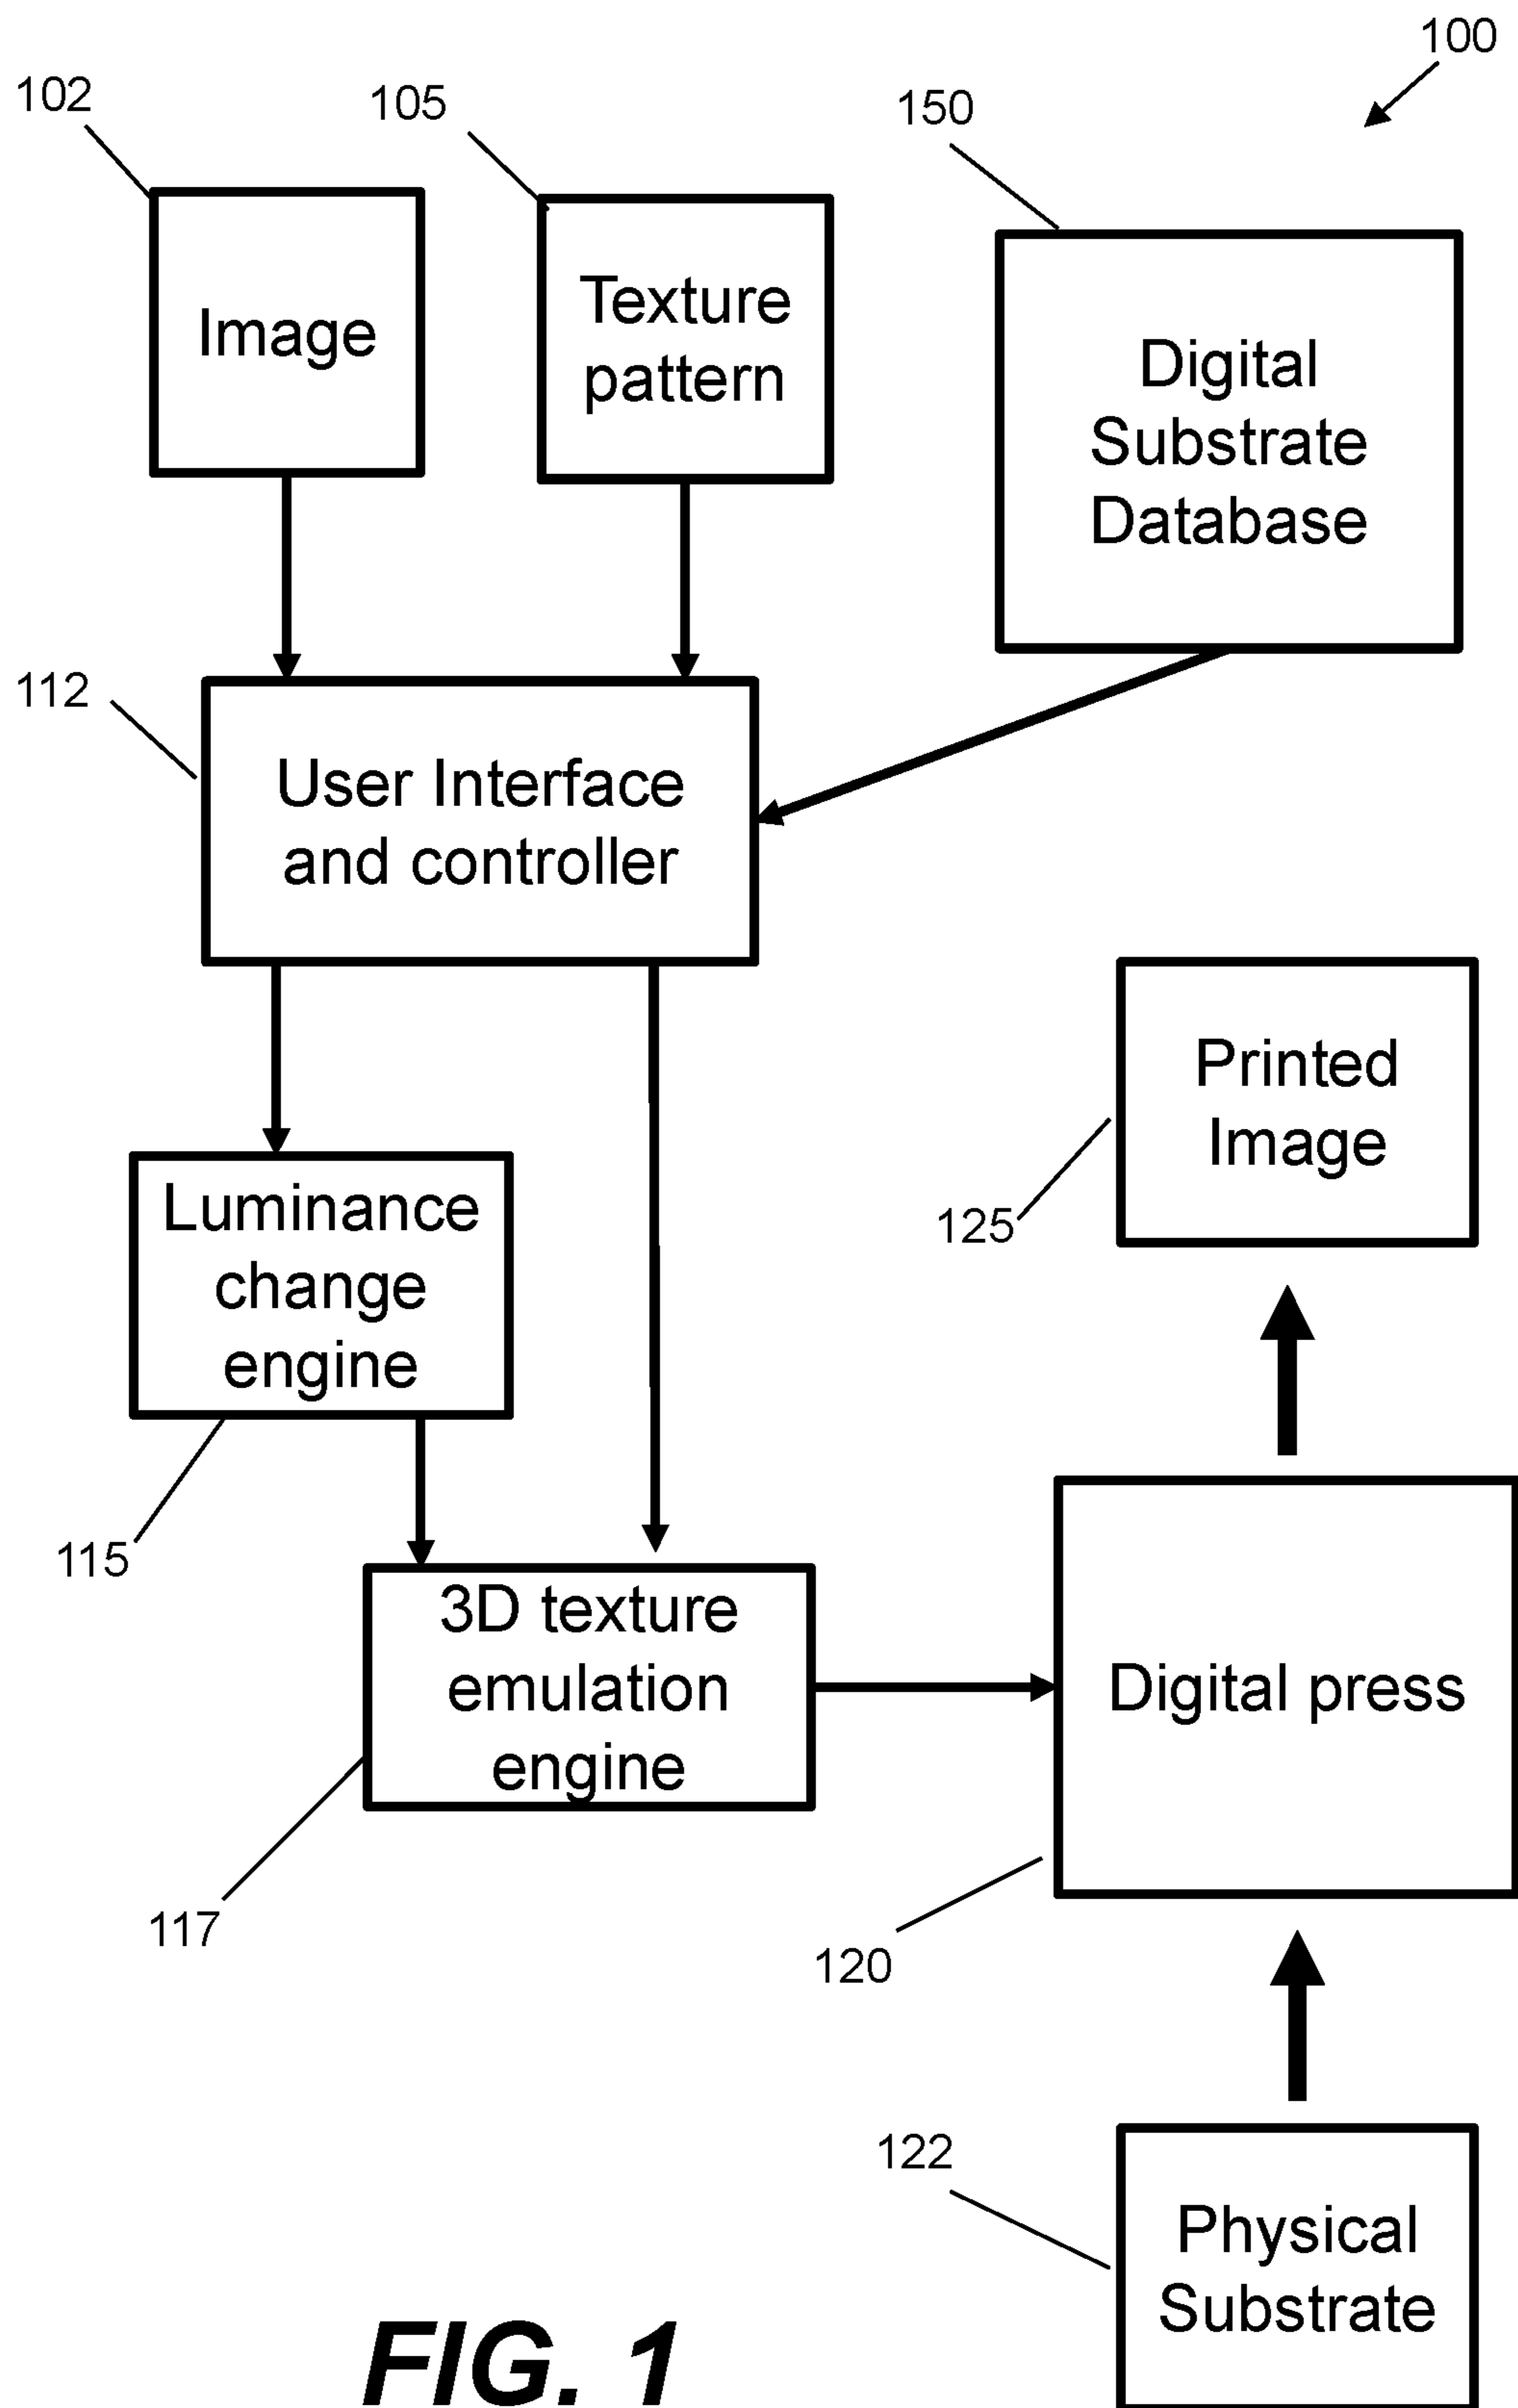 100
102
105
150
Image
Texture
pattern
Digital
Substrate
Database
112
User Interface
and controller
Printed
Image
125
Luminance
change
engine
115
3D texture
emulation
engine
117
Digital press
120
122
Physical
Substrate
FIG. 1